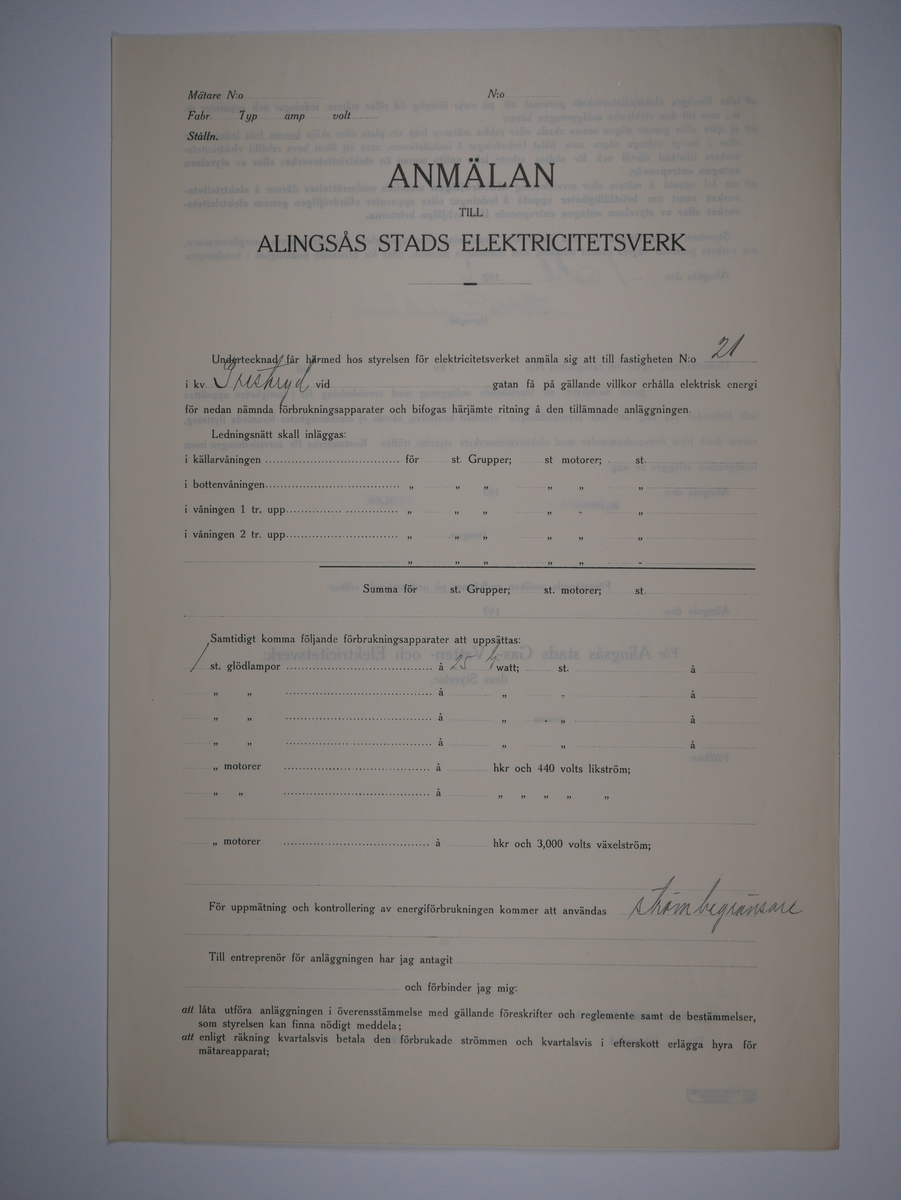 Mätare N:o N:o
Fabr. Typ amp volt
Ställn.
ANMÄLAN
TILL
ALINGSÅS STADS ELEKTRICITETSVERK
Undertecknad får härmed hos styrelsen för elektricitetsverket anmäla sig att till fastigheten N:o 21
i kv. vid gatan få på gällande villkor erhålla elektrisk energi
för nedan nämnda förbrukningsapparater och bifogas härjämte ritning å den tillämnade anläggningen.
Ledningsnätt skall inläggas:
i källarvåningen för st. Grupper; st motorer; st.
i bottenvåningen „ „ „ „ „ „
i våningen 1 tr. upp „ „ „ „ „ „
i våningen 2 tr. upp „ „ „ „ „ „
„ „ „ „ „ „
Summa för st. Grupper; st. motorer; st.
Samtidigt komma följande förbrukningsapparater att uppsättas:
1 st. glödlampor å 25 watt; st. å
„ „ å „ „ å
„ „ å „ „ å
„ „ å „ „ å
„ motorer å hkr och 440 volts likström;
„ „ å „ „ „ „ „
„ motorer å hkr och 3,000 volts växelström;
För uppmätning och kontrollering av energiförbrukningen kommer att användas strömbegränsare
Till entreprenör för anläggningen har jag antagit
och förbinder jag mig:
att låta utföra anläggningen i överensstämmelse med gällande föreskrifter och reglemente samt de bestämmelser,
som styrelsen kan finna nödigt meddela;
att enligt räkning kvartalsvis betala den förbrukade strömmen och kvartalsvis i efterskott erlägga hyra för
mätareapparat;